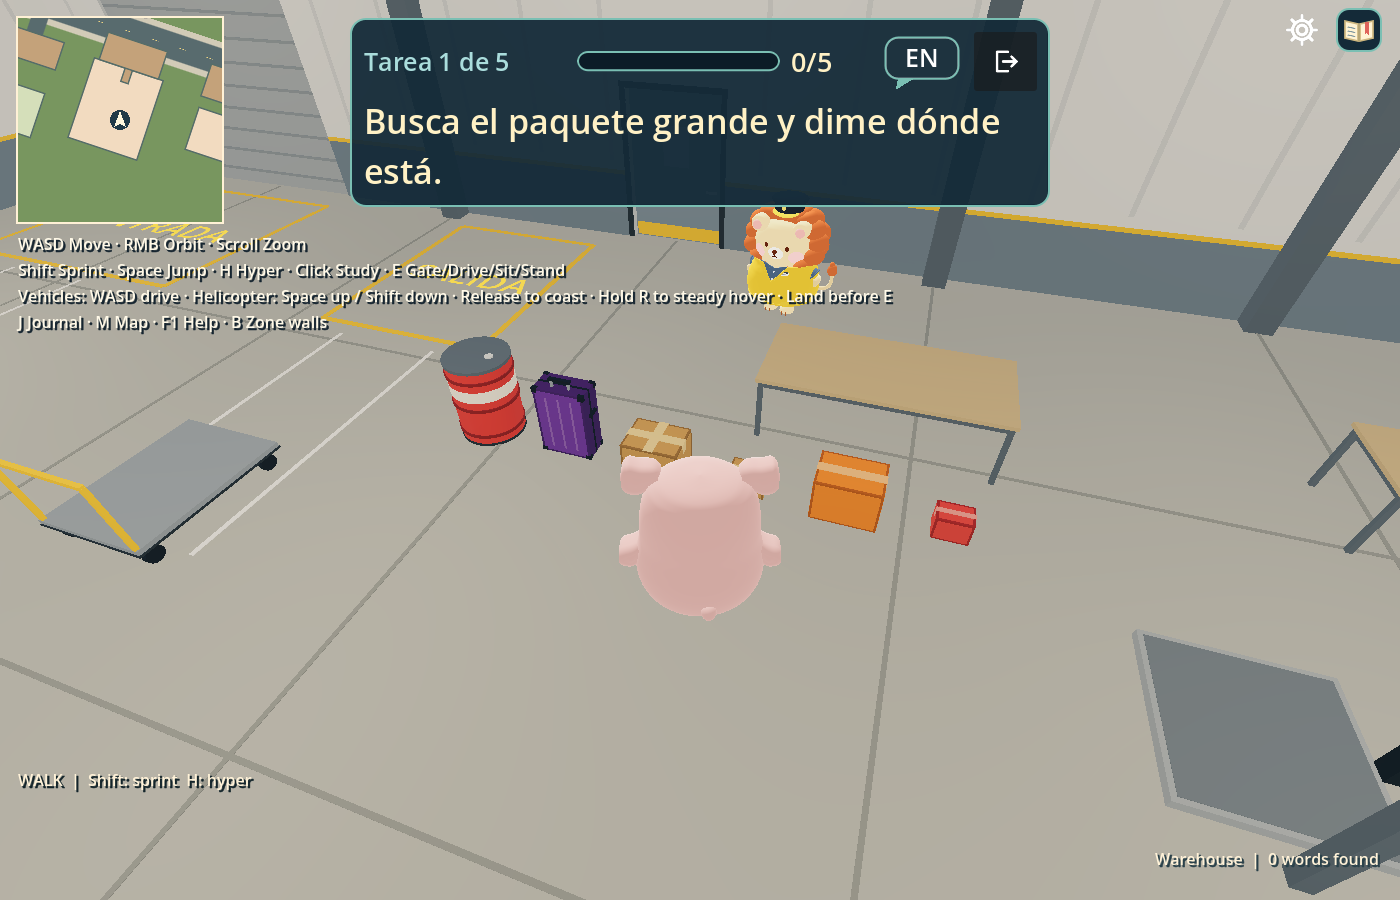 Tarea 1 de 5
0/5
EN
Busca el paquete grande y dime dónde
está.
WASD Move · RMB Orbit · Scroll Zoom
Shift Sprint · Space Jump · H Hyper · Click Study · E Gate/Drive/Sit/Stand
Vehicles: WASD drive · Helicopter: Space up / Shift down · Release to coast · Hold R to steady hover · Land before E
J Journal · M Map · F1 Help · B Zone walls
WALK | Shift: sprint H: hyper
Warehouse | 0 words found